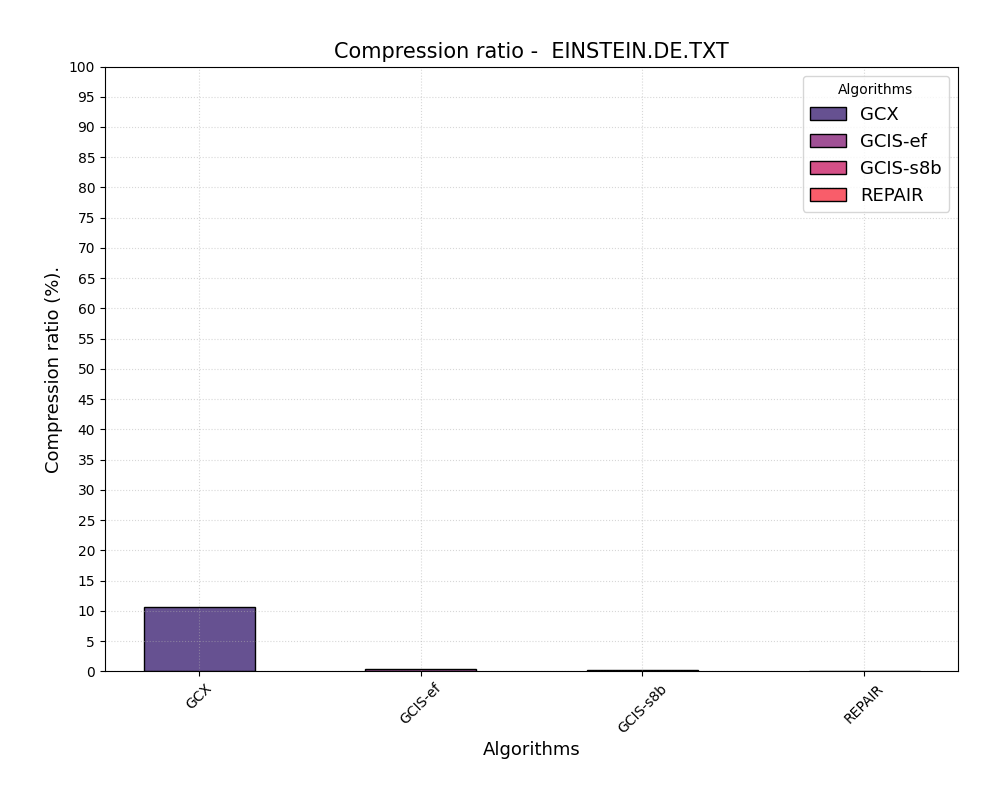 Compression ratio -  EINSTEIN.DE.TXT
100
95
90
85
80
75
70
65
60
55
50
45
40
35
30
25
20
15
10
5
0
Compression ratio (%).
Algorithms
GCX
GCIS-ef
GCIS-s8b
REPAIR
GCX
GCIS-ef
GCIS-s8b
REPAIR
Algorithms